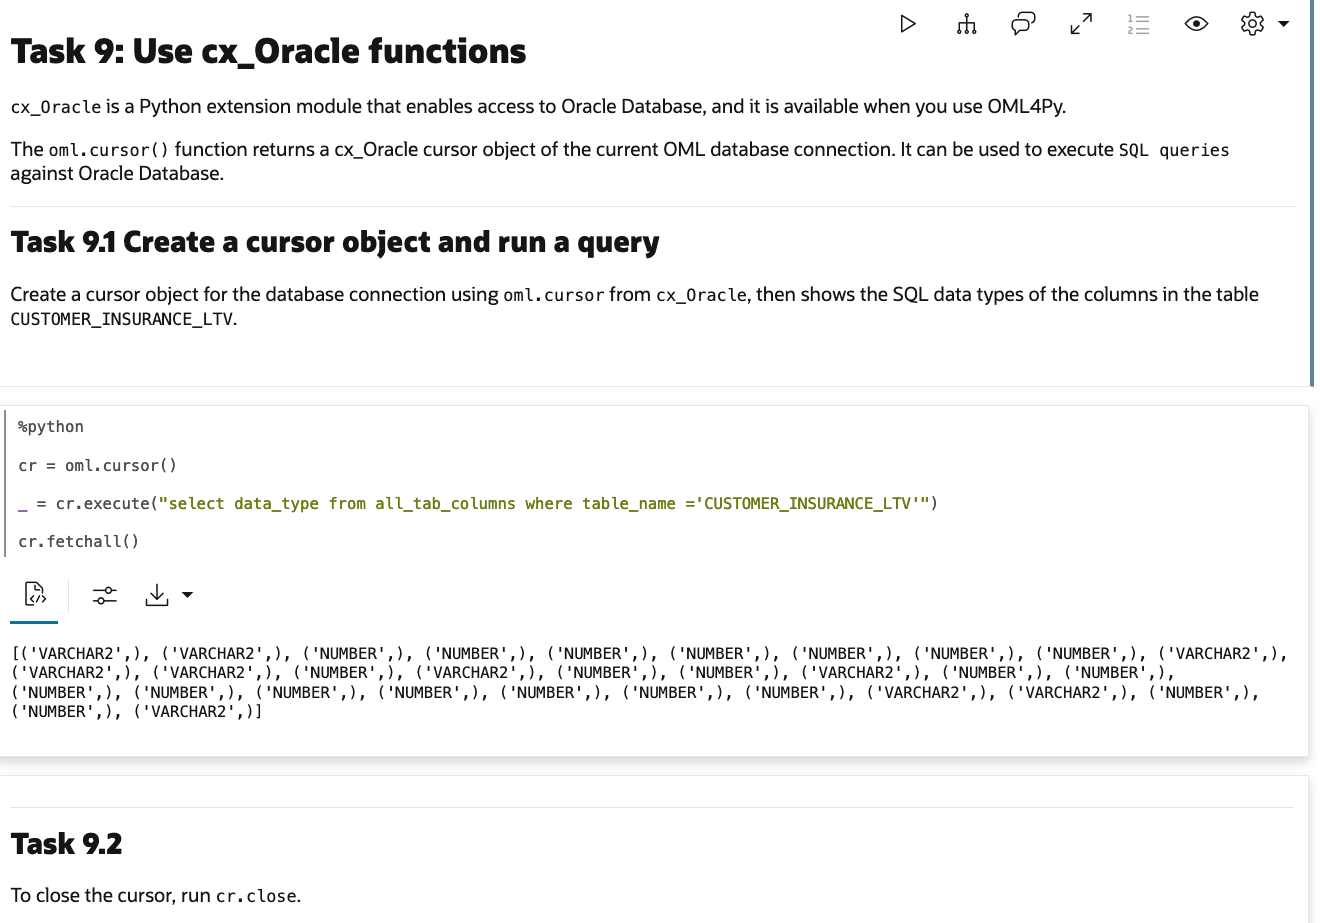 Task 9: Use cx_Oracle functions
cx_Oracle is a Python extension module that enables access to Oracle Database, and it is available when you use OML4Py.
The oml.cursor() function returns a cx_Oracle cursor object of the current OML database connection. It can be used to execute SQL queries
against Oracle Database.
Task 9.1 Create a cursor object and run a query
Create a cursor object for the database connection using oml.cursor from cx_Oracle, then shows the SQL data types of the columns in the table
CUSTOMER_INSURANCE_LTV.
%python
cr = oml.cursor()
_ = cr.execute("select data_type from all_tab_columns where table_name ='CUSTOMER_INSURANCE_LTV'")
cr.fetchall()
[('VARCHAR2',), ('VARCHAR2',), ('NUMBER',), ('NUMBER',), ('NUMBER',), ('NUMBER',), ('NUMBER',), ('NUMBER',), ('NUMBER',), ('VARCHAR2',),
('VARCHAR2',), ('VARCHAR2',), ('NUMBER',), ('VARCHAR2',), ('NUMBER',), ('NUMBER',), ('VARCHAR2',), ('NUMBER',), ('NUMBER',),
('NUMBER',), ('NUMBER',), ('NUMBER',), ('NUMBER',), ('NUMBER',), ('NUMBER',), ('NUMBER',), ('VARCHAR2',), ('VARCHAR2',), ('NUMBER',),
('NUMBER',), ('VARCHAR2',)]
Task 9.2
To close the cursor, run cr.close.